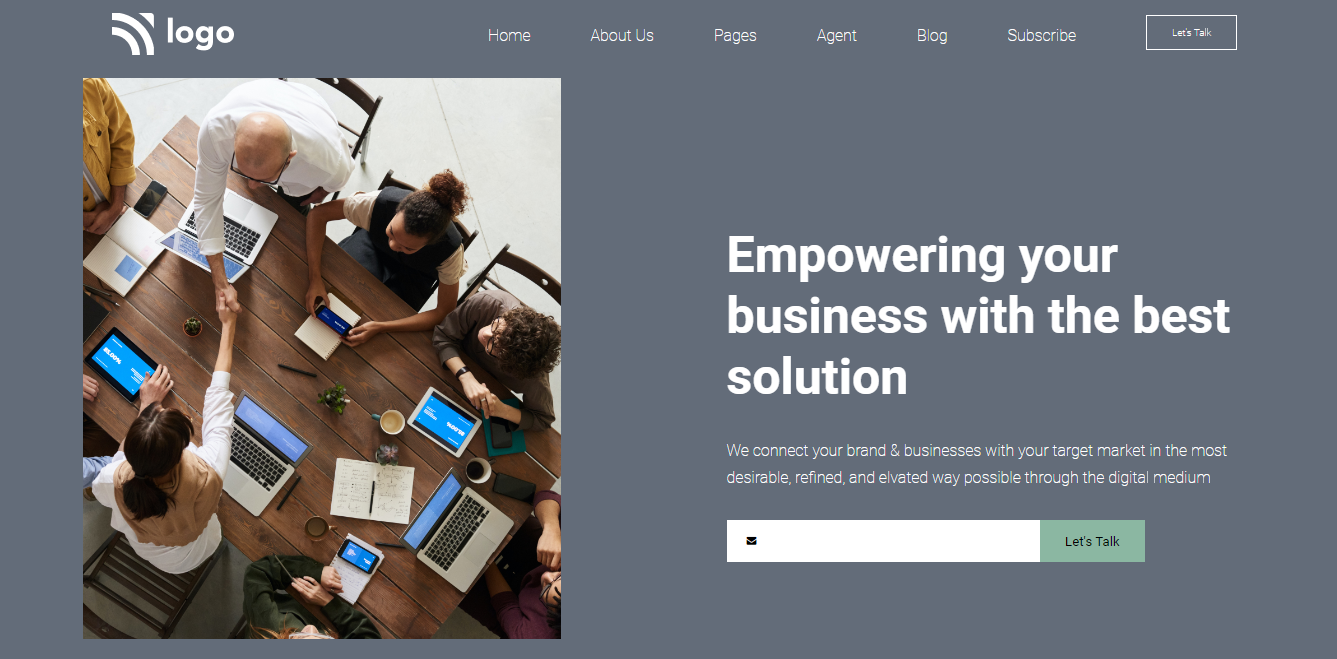 logo
Home About Us Pages Agent Blog Subscribe Let's Talk
Empowering your
business with the best
solution
We connect your brand & businesses with your target market in the most
desirable, refined, and elvated way possible through the digital medium
Let's Talk